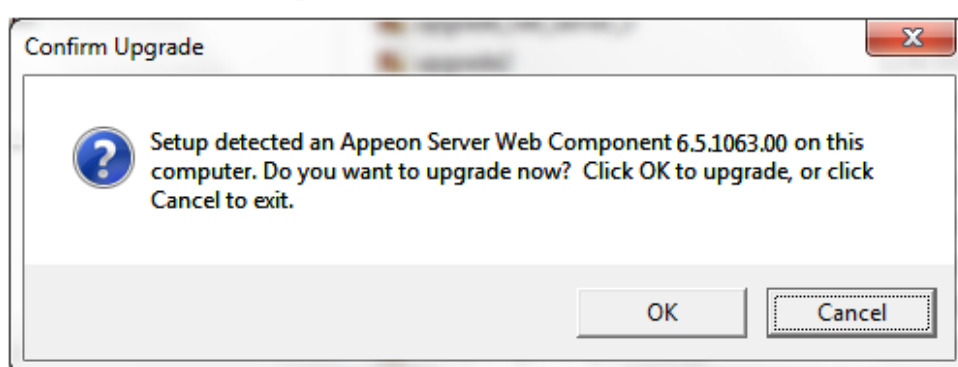 Confirm Upgrade
Setup detected an Appeon Server Web Component 6.5.1063.00 on this
computer. Do you want to upgrade now?  Click OK to upgrade, or click
Cancel to exit.
OK
Cancel